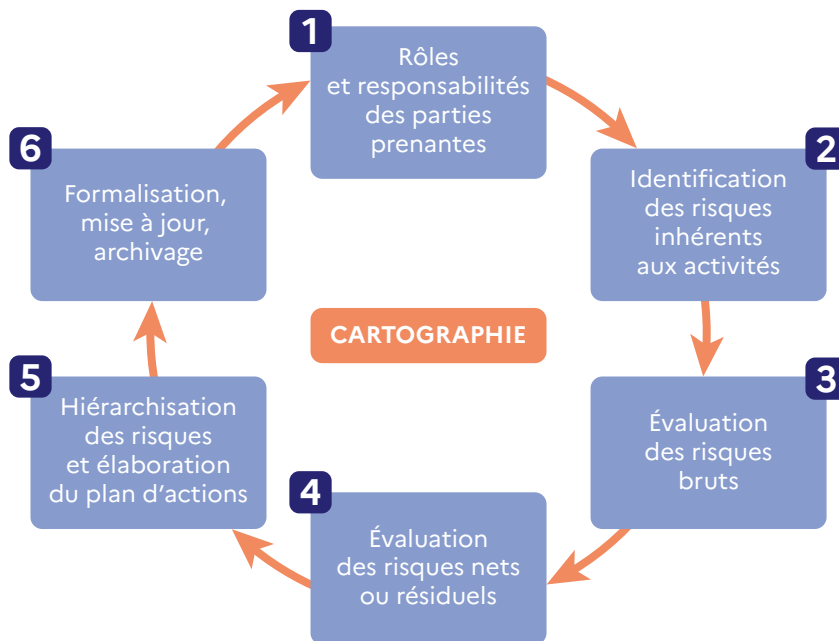 1
Rôles
et responsabilités
des parties
prenantes
2
Identification
des risques
inhérents
aux activités
3
Évaluation
des risques
bruts
4
Évaluation
des risques nets
ou résiduels
5
Hiérarchisation
des risques
et élaboration
du plan d’actions
6
Formalisation,
mise à jour,
archivage
CARTOGRAPHIE